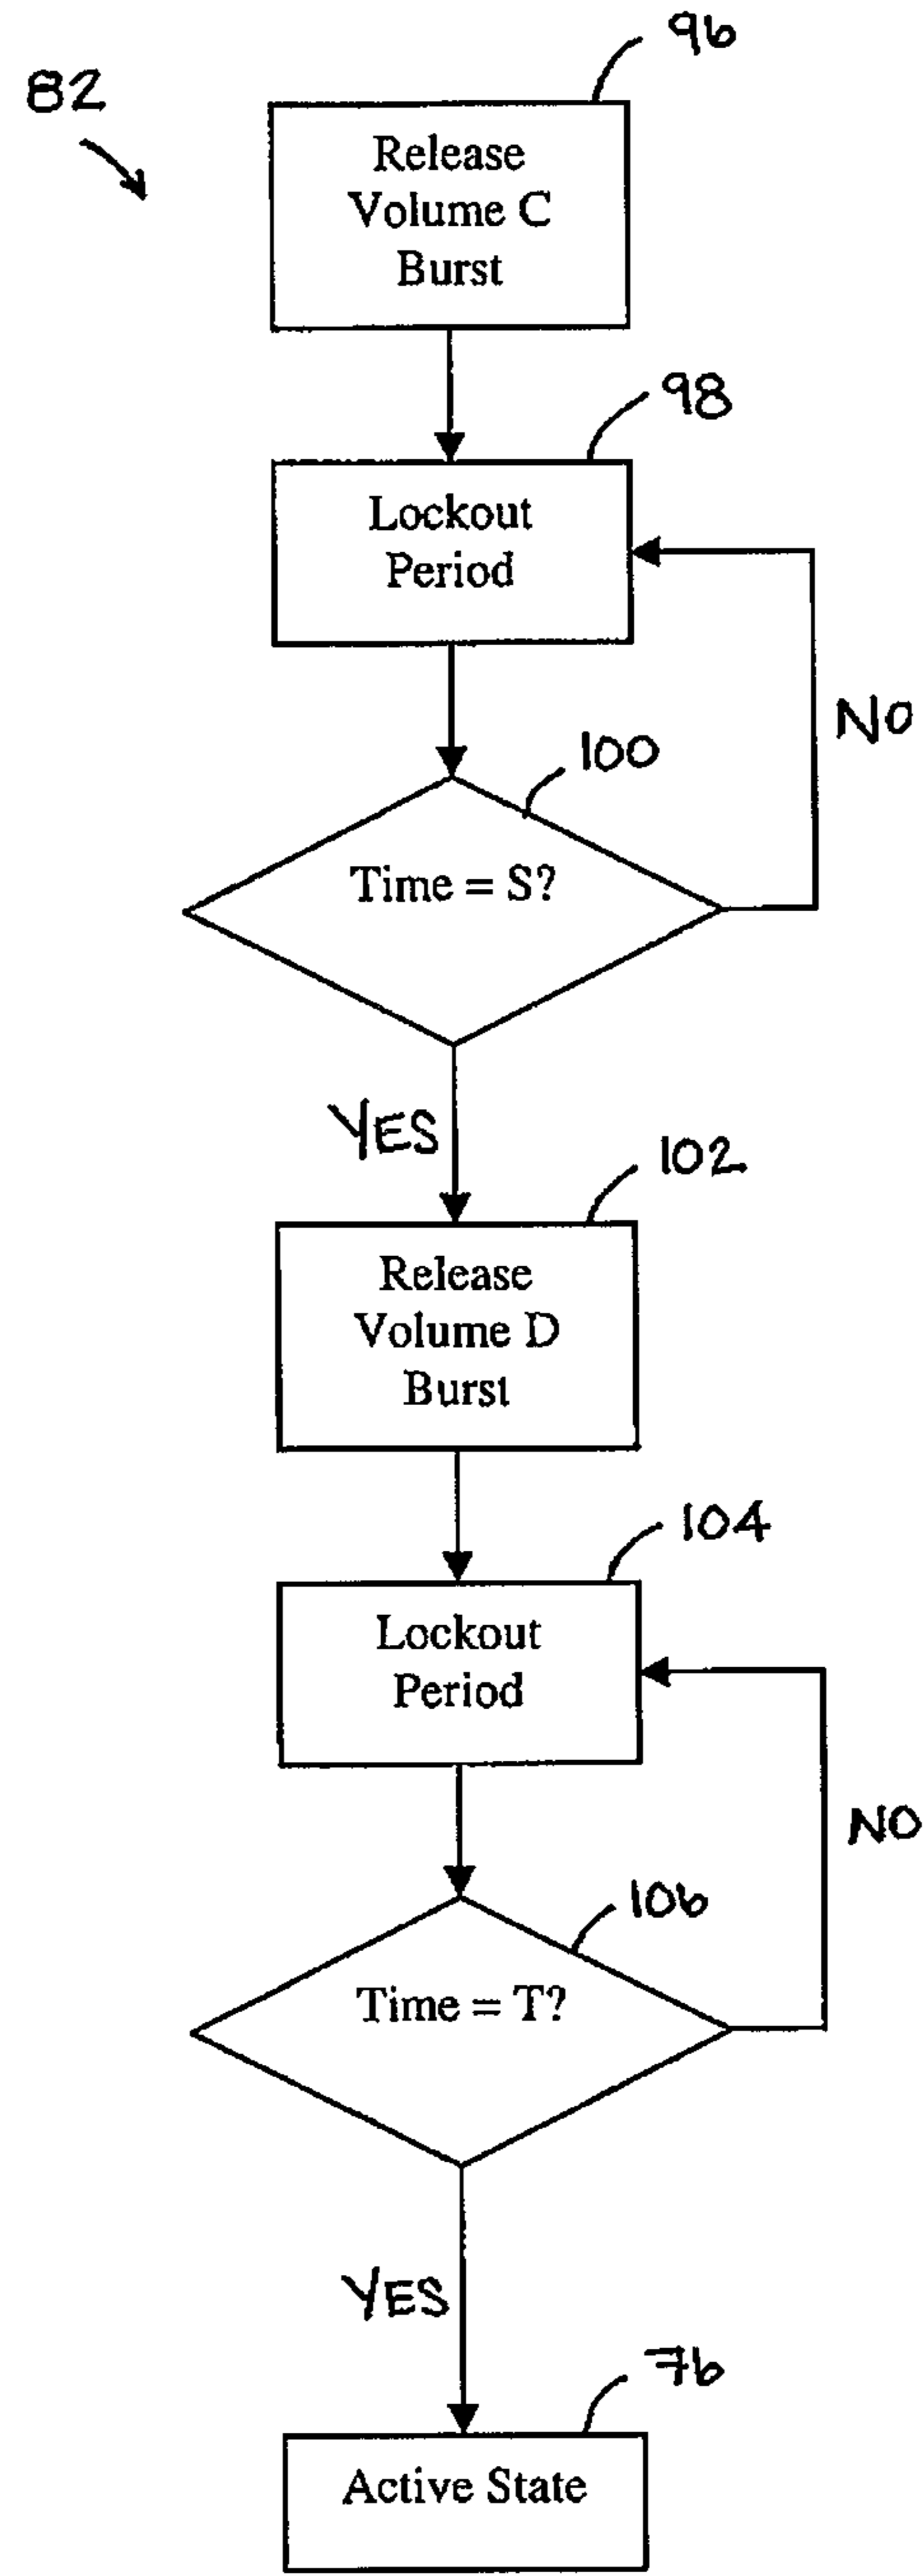 96
82
Release
Volume C
Burst
98
Lockout
Period
NO
100
Time = S?
YES
102
Release
Volume D
Burst
104
Lockout
Period
NO
106
Time = T?
YES
76
Active State